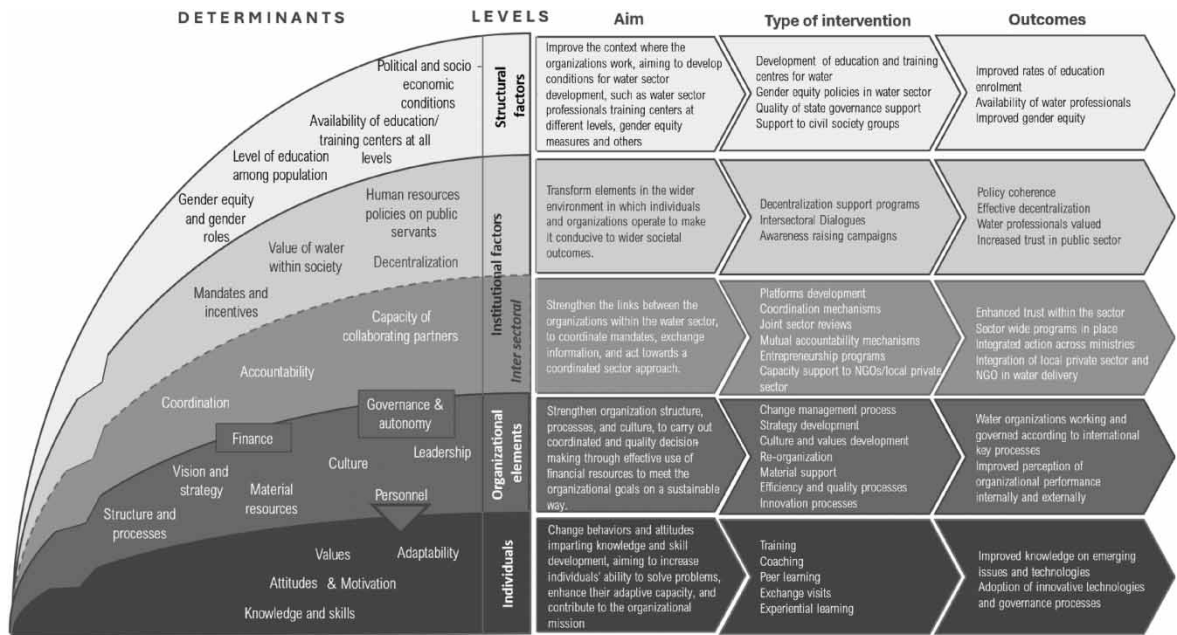 DETERMINANTS
LEVELS
Aim
Type of intervention
Outcomes
Political and socio
economic
conditions
Availability of education/
training centers at all
levels
Level of education
among population
Gender equity
and gender
roles
Structural
factors
Improve the context where the
organizations work, aiming to develop
conditions for water sector
development, such as water sector
professionals training centers at
different levels, gender equity
measures and others
Development of education and training
centres for water
Gender equity policies in water sector
Quality of state governance support
Support to civil society groups
Improved rates of education
enrolment
Availability of water professionals
Improved gender equity
Human resources
policies on public
servants
Value of water
within society
Decentralization
Mandates and
incentives
Institutional factors
Transform elements in the wider
environment in which individuals
and organizations operate to make
it conducive to wider societal
outcomes.
Decentralization support programs
Intersectoral Dialogues
Awareness raising campaigns
Policy coherence
Effective decentralization
Water professionals valued
Increased trust in public sector
Capacity of
collaborating partners
Accountability
Coordination
Inter sectoral
Strengthen the links between the
organizations within the water sector,
to coordinate mandates, exchange
information, and act towards a
coordinated sector approach.
Platforms development
Coordination mechanisms
Joint sector reviews
Mutual accountability mechanisms
Entrepreneurship programs
Capacity support to NGOs/local private
sector
Enhanced trust within the sector
Sector wide programs in place
Integrated action across ministries
Integration of local private sector and
NGO in water delivery
Governance &
autonomy
Finance
Leadership
Culture
Vision and
strategy
Material
resources
Personnel
Structure and
processes
Organizational
elements
Strengthen organization structure,
processes, and culture, to carry out
coordinated and quality decision
making through effective use of
financial resources to meet the
organizational goals on a sustainable
way.
Change management process
Strategy development
Culture and values development
Re-organization
Material support
Efficiency and quality processes
Innovation processes
Water organizations working and
governed according to international
key processes
Improved perception of
organizational performance
internally and externally
Values
Adaptability
Attitudes & Motivation
Knowledge and skills
Individuals
Change behaviors and attitudes
imparting knowledge and skill
development, aiming to increase
individuals' ability to solve problems,
enhance their adaptive capacity, and
contribute to the organizational
mission
Training
Coaching
Peer learning
Exchange visits
Experiential learning
Improved knowledge on emerging
issues and technologies
Adoption of innovative technologies
and governance processes